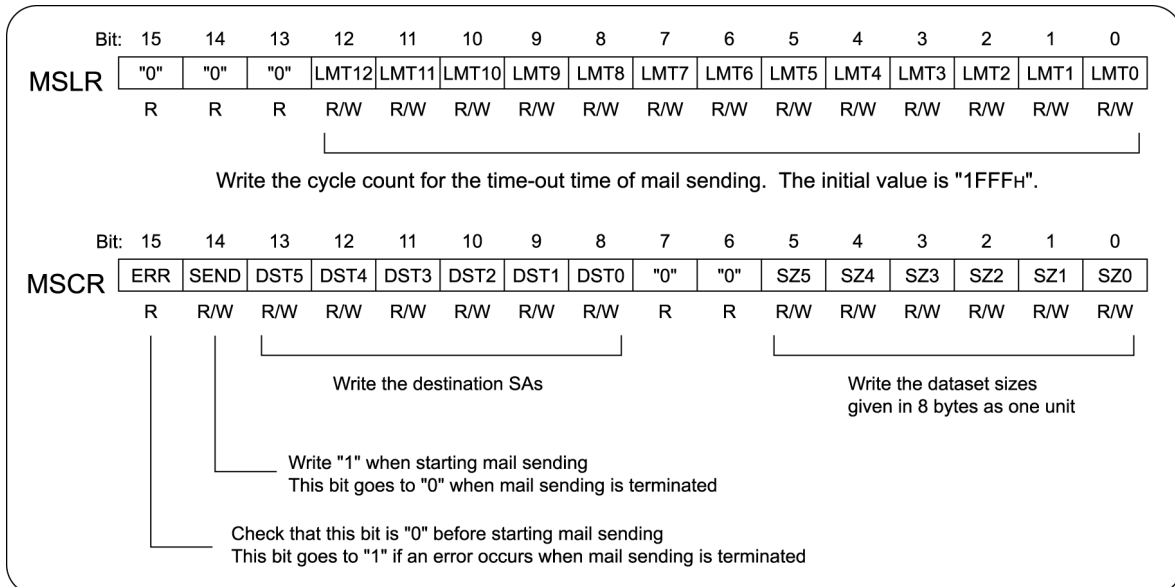 Bit: 15 14 13 12 11 10 9 8 7 6 5 4 3 2 1 0
MSLR "0" "0" "0" LMT12 LMT11 LMT10 LMT9 LMT8 LMT7 LMT6 LMT5 LMT4 LMT3 LMT2 LMT1 LMT0
R R R R/W R/W R/W R/W R/W R/W R/W R/W R/W R/W R/W R/W R/W
Write the cycle count for the time-out time of mail sending. The initial value is "1FFFH".
Bit: 15 14 13 12 11 10 9 8 7 6 5 4 3 2 1 0
MSCR ERR SEND DST5 DST4 DST3 DST2 DST1 DST0 "0" "0" SZ5 SZ4 SZ3 SZ2 SZ1 SZ0
R R/W R/W R/W R/W R/W R/W R/W R R R/W R/W R/W R/W R/W R/W
Write the destination SAs
Write the dataset sizes
given in 8 bytes as one unit
Write "1" when starting mail sending
This bit goes to "0" when mail sending is terminated
Check that this bit is "0" before starting mail sending
This bit goes to "1" if an error occurs when mail sending is terminated